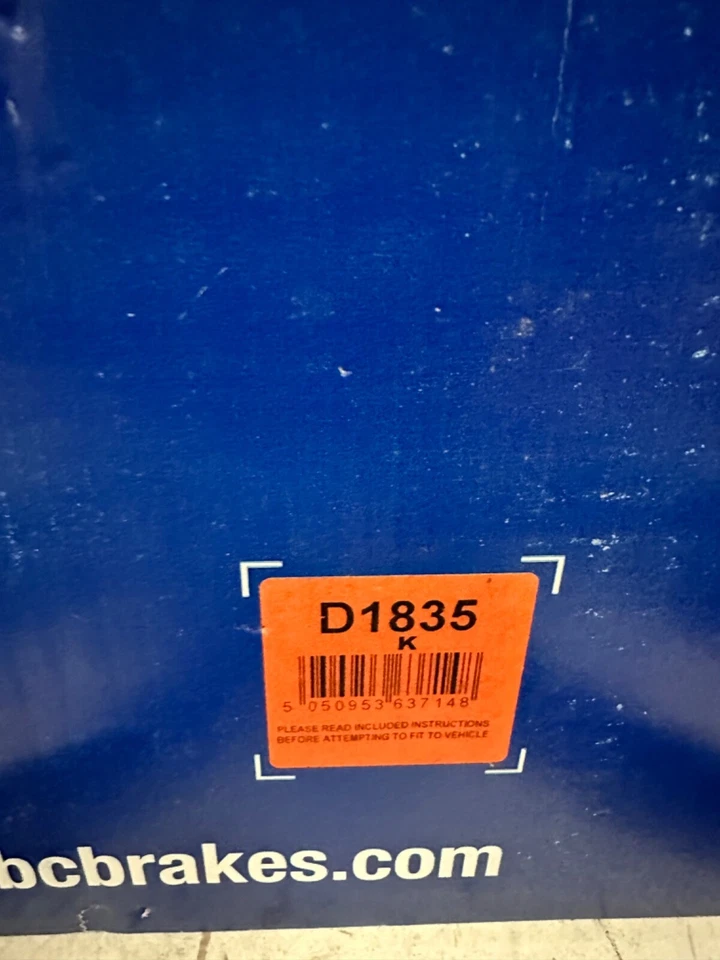 D1835
K
5 050953 637148
PLEASE READ INCLUDED INSTRUCTIONS
BEFORE ATTEMPTING TO FIT TO VEHICLE
bcbrakes.com